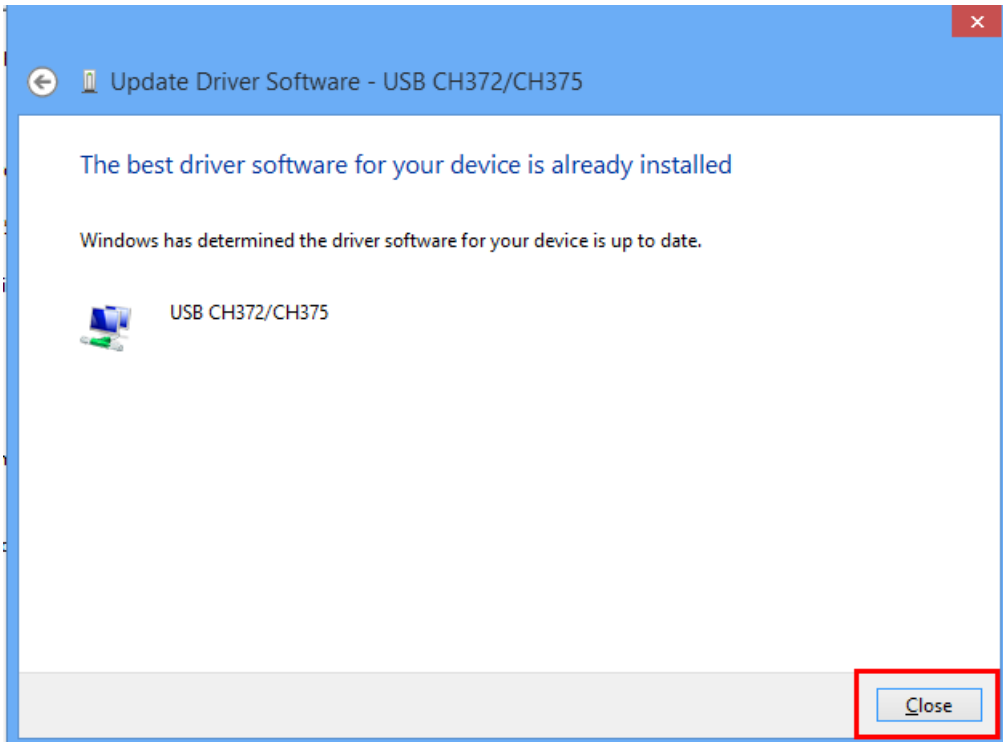 Update Driver Software - USB CH372/CH375
The best driver software for your device is already installed
Windows has determined the driver software for your device is up to date.
USB CH372/CH375
Close